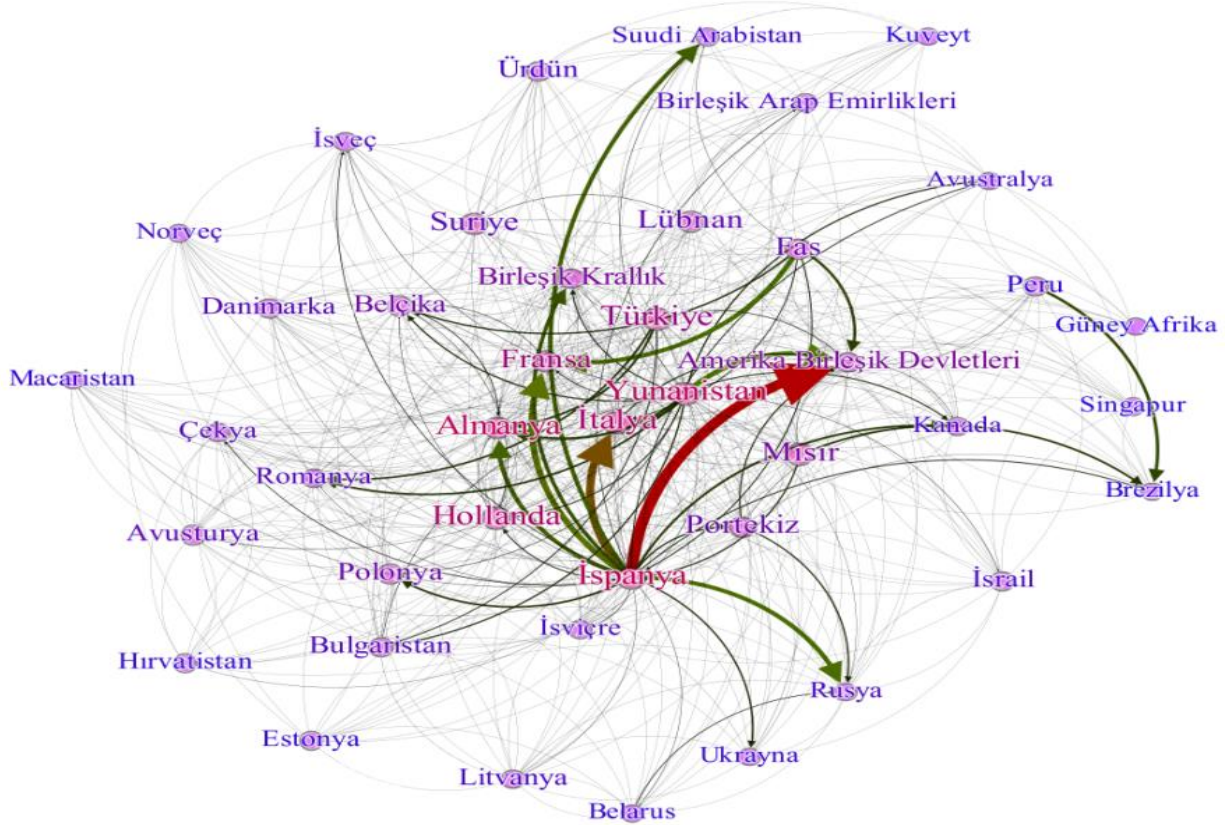 Suudi Arabistan
Kuveyt
Ürdün
Birleşik Arap Emirlikleri
İsveç
Avustralya
Suriye
Lübnan
Norveç
Fas
Birleşik Krallık
Peru
Danimarka
Belçika
Türkiye
Güney Afrika
Fransa
Amerika Birleşik Devletleri
Macaristan
Yunanistan
Singapur
Çekya
Almanya
İtalya
Kanada
Mısır
Romanya
Brezilya
Hollanda
Portekiz
Avusturya
Polonya
İspanya
İsrail
İsviçre
Bulgaristan
Hırvatistan
Rusya
Estonya
Ukrayna
Litvanya
Belarus